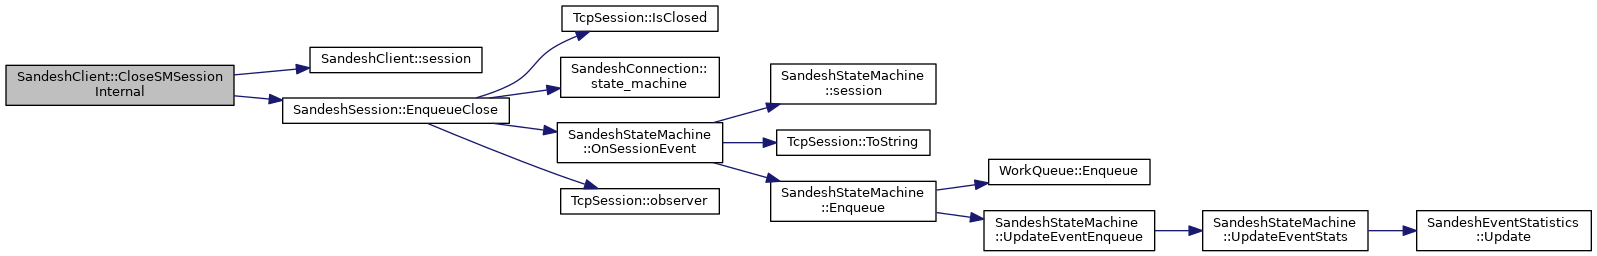 SandeshClient::CloseSMSession
Internal
SandeshClient::session
SandeshSession::EnqueueClose
TcpSession::IsClosed
SandeshConnection::
state_machine
SandeshStateMachine
::OnSessionEvent
TcpSession::observer
SandeshStateMachine
::session
TcpSession::ToString
SandeshStateMachine
::Enqueue
WorkQueue::Enqueue
SandeshStateMachine
::UpdateEventEnqueue
SandeshStateMachine
::UpdateEventStats
SandeshEventStatistics
::Update